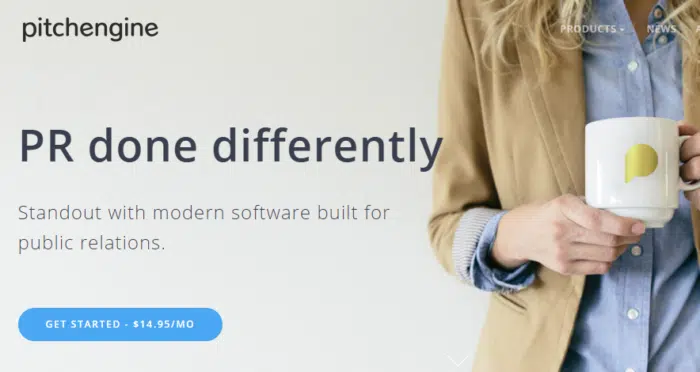 pitchengine
PRODUCTS
NEWS
PR done differently
Standout with modern software built for
public relations.
GET STARTED - $14.95/MO